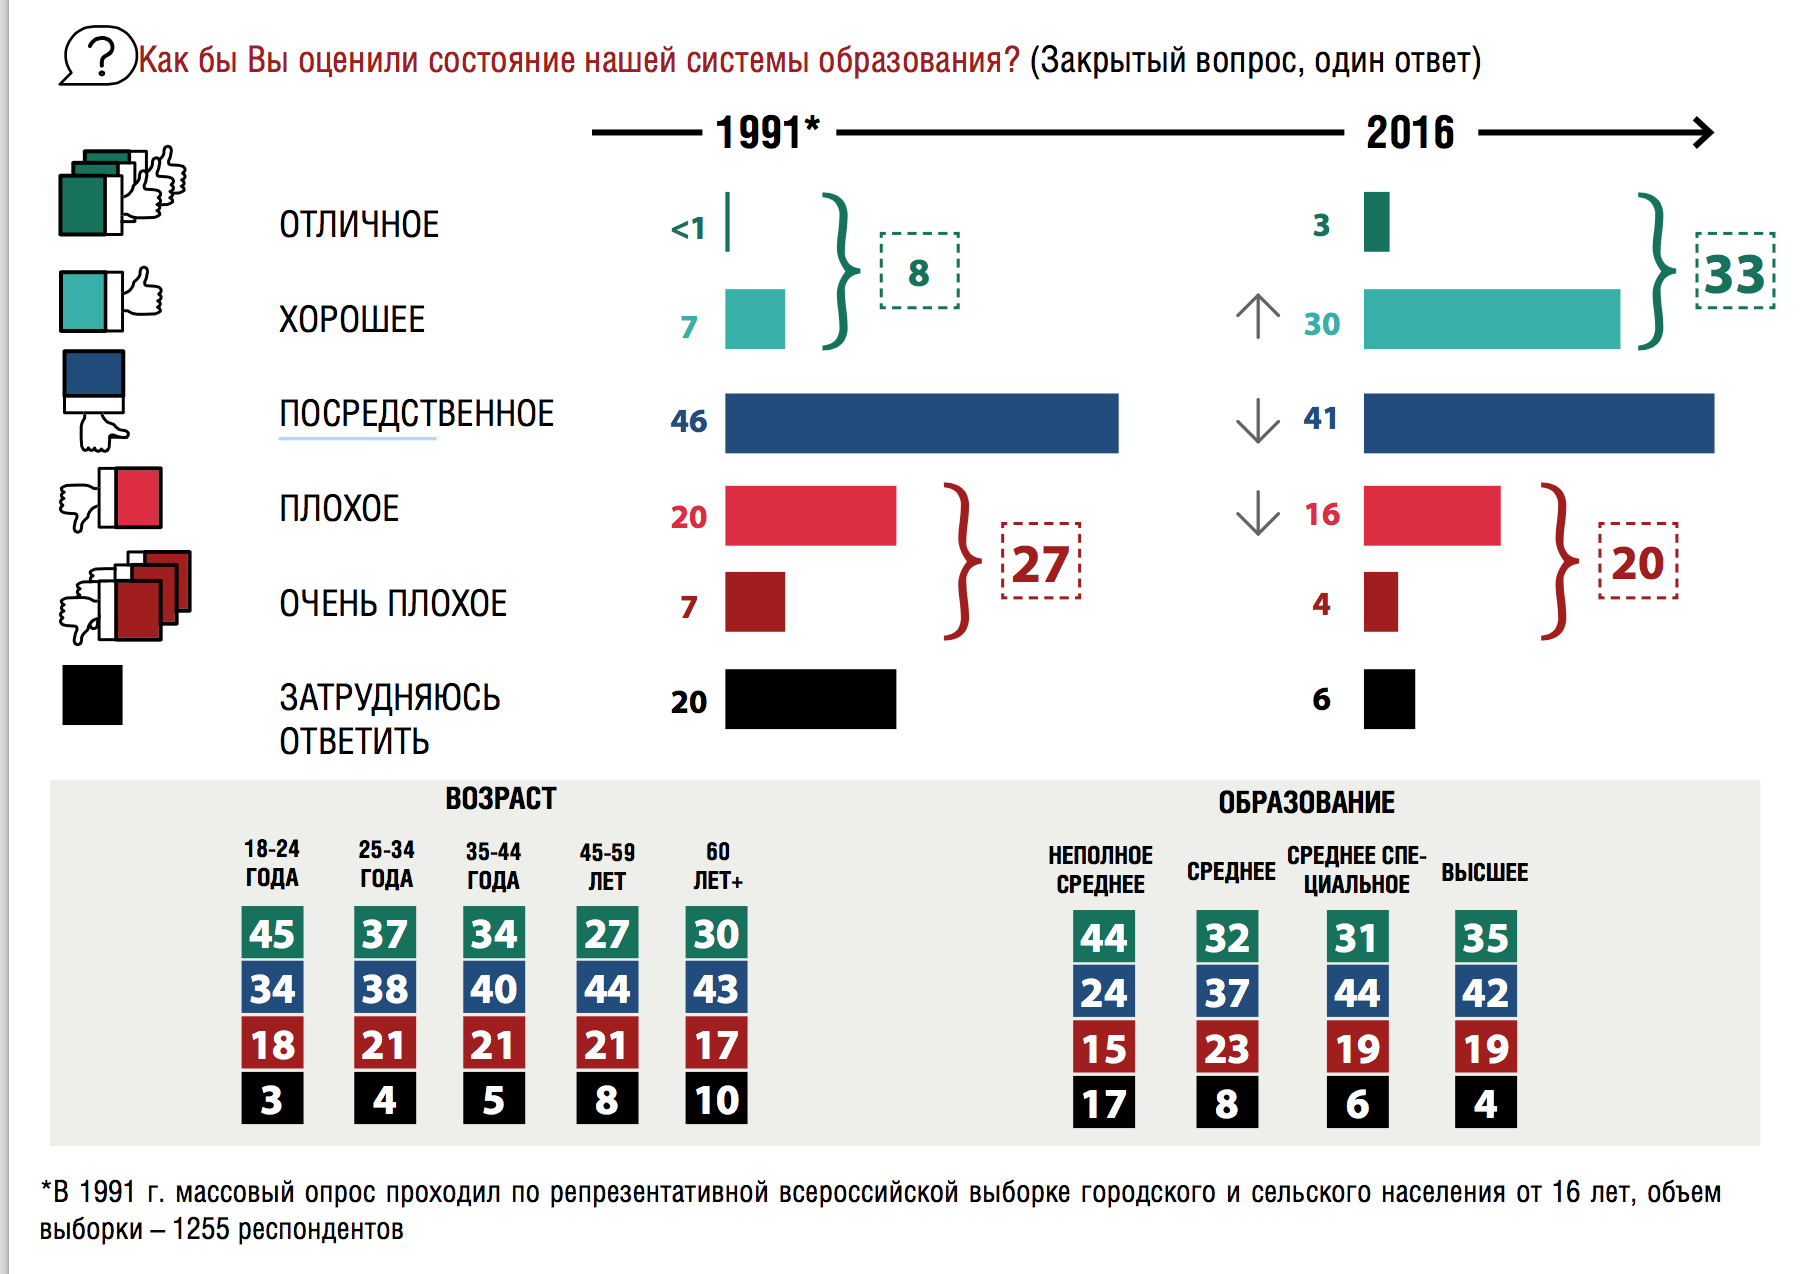 ?
Как бы Вы оценили состояние нашей системы образования? (Закрытый вопрос, один ответ)
1991* 2016
ОТЛИЧНОЕ <1 8 3 33
ХОРОШЕЕ 7 30
ПОСРЕДСТВЕННОЕ 46 41
ПЛОХОЕ 20 27 16 20
ОЧЕНЬ ПЛОХОЕ 7 4
ЗАТРУДНЯЮСЬ 20 6
ОТВЕТИТЬ
ВОЗРАСТ
18-24 25-34 35-44 45-59 60
ГОДА ГОДА ГОДА ЛЕТ ЛЕТ+
45 37 34 27 30
34 38 40 44 43
18 21 21 21 17
3 4 5 8 10
ОБРАЗОВАНИЕ
НЕПОЛНОЕ СРЕДНЕЕ СПЕ-
СРЕДНЕЕ СРЕДНЕЕ ЦИАЛЬНОЕ ВЫСШЕЕ
44 32 31 35
24 37 44 42
15 23 19 19
17 8 6 4
*В 1991 г. массовый опрос проходил по репрезентативной всероссийской выборке городского и сельского населения от 16 лет, объем
выборки – 1255 респондентов